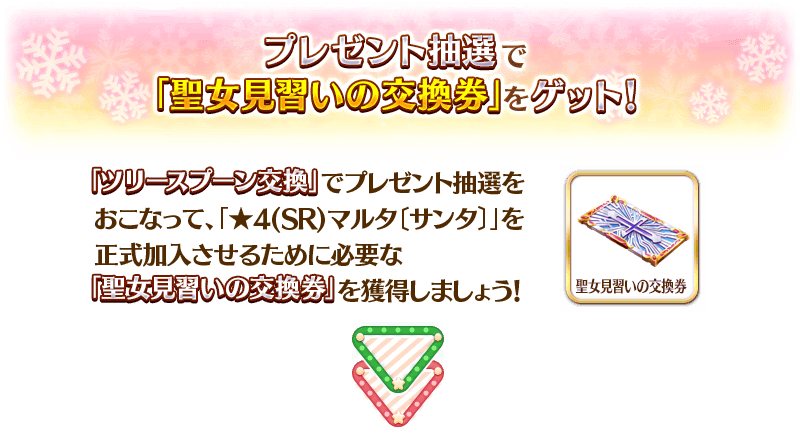 プレゼント抽選で
「聖女見習いの交換券」をゲット!
「ツリースプーン交換」でプレゼント抽選を
おこなって、「★4(SR)マルタ〔サンタ〕」を
正式加入させるために必要な
「聖女見習いの交換券」を獲得しましょう!
聖女見習いの交換券